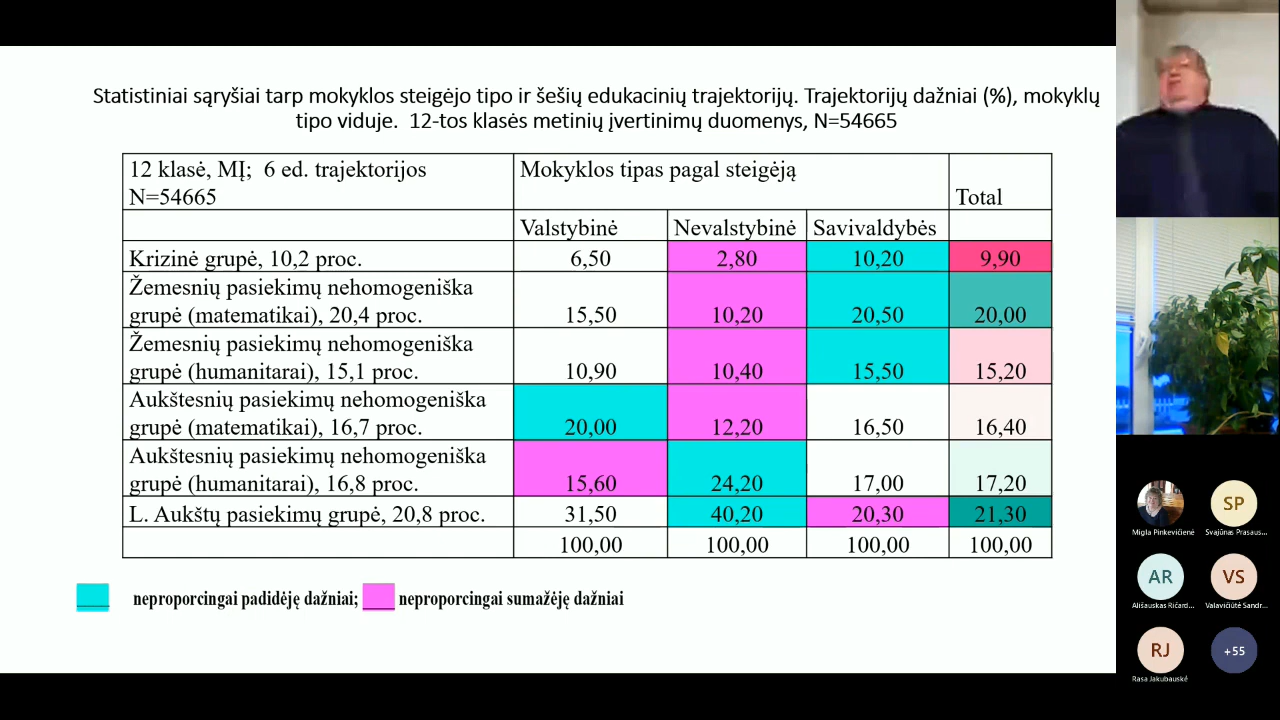 Statistiniai sąryšiai tarp mokyklos steigėjo tipo ir šešių edukacinių trajektorijų. Trajektorijų dažniai (%), mokyklų
tipo viduje.  12-tos klasės metinių įvertinimų duomenys, N=54665
12 klasė, MĮ;  6 ed. trajektorijos
N=54665
Mokyklos tipas pagal steigėją
Total
Valstybinė Nevalstybinė Savivaldybės
Krizinė grupė, 10,2 proc. 6,50 2,80 10,20 9,90
Žemesnių pasiekimų nehomogeniška
grupė (matematikai), 20,4 proc. 15,50 10,20 20,50 20,00
Žemesnių pasiekimų nehomogeniška
grupė (humanitarai), 15,1 proc. 10,90 10,40 15,50 15,20
Aukštesnių pasiekimų nehomogeniška
grupė (matematikai), 16,7 proc. 20,00 12,20 16,50 16,40
Aukštesnių pasiekimų nehomogeniška
grupė (humanitarai), 16,8 proc. 15,60 24,20 17,00 17,20
L. Aukštų pasiekimų grupė, 20,8 proc. 31,50 40,20 20,30 21,30
100,00 100,00 100,00 100,00
neproporcingai padidėję dažniai; neproporcingai sumažėję dažniai
SP
Migla Pinkevičienė Svajūnas Prasaus...
AR VS
Ališauskas Ričard... Valavičiūtė Sandr...
RJ +55
Rasa Jakubauskė